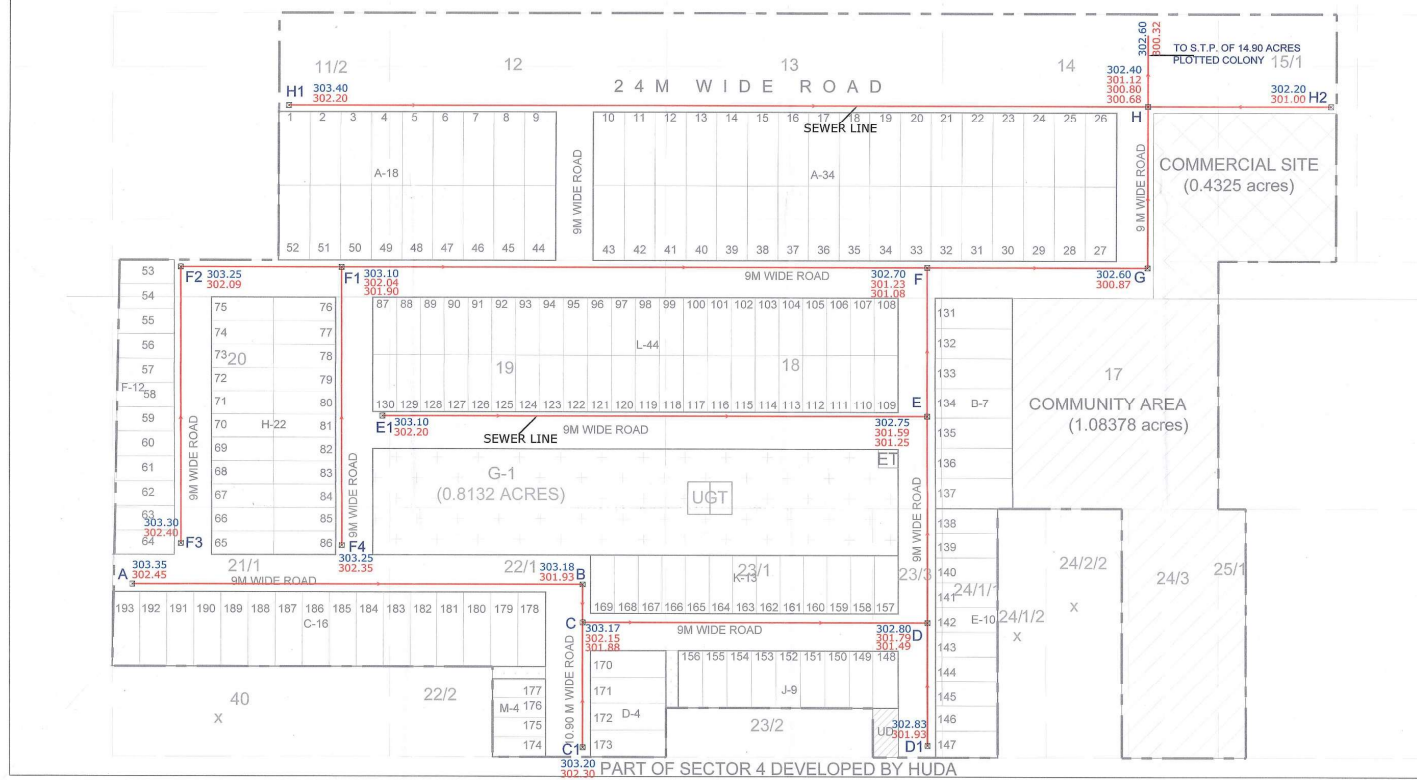 302.60
300.32
TO S.T.P. OF 14.90 ACRES
PLOTTED COLONY
15/1
11/2
12
13
14
24 M WIDE ROAD
H1
303.40
302.20
302.40
301.12
300.80
300.68
302.20
301.00
H2
H
SEWER LINE
1 2 3 4 5 6 7 8 9
10 11 12 13 14 15 16 17 18 19 20 21 22 23 24 25 26
A-18
9M WIDE ROAD
A-34
9 M WIDE ROAD
COMMERCIAL SITE
(0.4325 acres)
52 51 50 49 48 47 46 45 44
43 42 41 40 39 38 37 36 35 34 33 32 31 30 29 28 27
53
54
55
56
57
F-12
58
59
60
61
62
63
64
F2
303.25
302.09
F1
303.10
302.04
301.90
9M WIDE ROAD
302.70
301.23
301.08
F
302.60
300.87
G
75 76
74 77
73 78
20
72 79
71 80
70 81
H-22
69 82
68 83
67 84
66 85
65 86
9M WIDE ROAD
9M WIDE ROAD
87 88 89 90 91 92 93 94 95 96 97 98 99 100 101 102 103 104 105 106 107 108
L-44
19
18
130 129 128 127 126 125 124 123 122 121 120 119 118 117 116 115 114 113 112 111 110 109
E1
303.10
302.20
SEWER LINE
9M WIDE ROAD
302.75
301.59
301.25
E
131
132
133
134
D-7
135
136
137
17
COMMUNITY AREA
(1.08378 acres)
G-1
(0.8132 ACRES)
UGT
ET
9M WIDE ROAD
303.30
302.40
F3
F4
303.25
302.35
A
303.35
302.45
21/1
9M WIDE ROAD
22/1
303.18
301.93
B
23/1
K-13
23/3
138
139
140
141
142
143
144
145
146
147
24/1/1
E-10
24/1/2
x
24/2/2
x
24/3
25/1
193 192 191 190 189 188 187 186 185 184 183 182 181 180 179 178
C-16
169 168 167 166 165 164 163 162 161 160 159 158 157
C
303.17
302.15
301.88
9M WIDE ROAD
302.80
301.79
301.49
D
10.90 M WIDE ROAD
170
171
172
173
D-4
156 155 154 153 152 151 150 149 148
J-9
40
x
22/2
177
M-4
176
175
174
23/2
UD
302.83
301.93
D1
C1
303.20
302.30
PART OF SECTOR 4 DEVELOPED BY HUDA